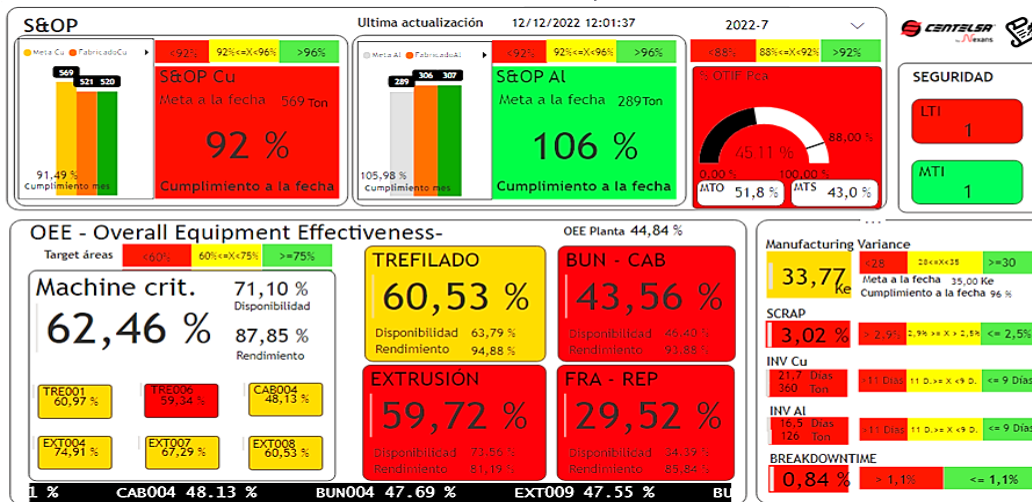 S&OP
Ultima actualización 12/12/2022 12:01:37
2022-7
CENTELSA
Nexans
Meta Cu FabricadoCu
569
521 520
91,49 %
Cumplimiento mes
<92% 92%<=X<=96% >96%
S&OP Cu
Meta a la fecha 569 Ton
92 %
Cumplimiento a la fecha
Meta Al FabricadoAl
289
306 307
105,98 %
Cumplimiento mes
<92% 92%<=X<=96% >96%
S&OP Al
Meta a la fecha 289Ton
106 %
Cumplimiento a la fecha
<88% 88%<=X<92% >92%
% OTIF Pca
88,00 %
45,11 %
0,00 % 100,00 %
MTO 51,8 %
MTS 43,0 %
SEGURIDAD
LTI
1
MTI
1
OEE - Overall Equipment Effectiveness-
OEE Planta 44,84 %
Target áreas <60% 60%<=X<75% >=75%
Machine crit.
62,46 %
71,10 %
Disponibilidad
87,85 %
Rendimiento
TRE001
60,97 %
TRE006
59,34 %
CAB004
48,13 %
EXT004
74,91 %
EXT007
67,29 %
EXT008
60,53 %
TREFILADO
60,53 %
Disponibilidad 63,79 %
Rendimiento 94,88 %
BUN - CAB
43,56 %
Disponibilidad 46,40 %
Rendimiento 93,88 %
EXTRUSIÓN
59,72 %
Disponibilidad 73,56 %
Rendimiento 81,19 %
FRA - REP
29,52 %
Disponibilidad 34,39 %
Rendimiento 85,84 %
1 % CAB004 48.13 % BUN004 47.69 % EXT009 47.55 % BU
Manufacturing Variance
33,77 Ke
<28 28<=X<35 >=30
Meta a la fecha 35,00 Ke
Cumplimiento a la fecha 96 %
SCRAP
3,02 %
> 2,9% 2,9% >= X > 2,5% <= 2,5%
INV Cu
21,7 Días
360 Ton
>11 Días 11 D.>= X <9 D. <= 9 Días
INV Al
16,5 Días
126 Ton
>11 Días 11 D.>= X <9 D. <= 9 Días
BREAKDOWNTIME
0,84 %
> 1,1% <= 1,1%